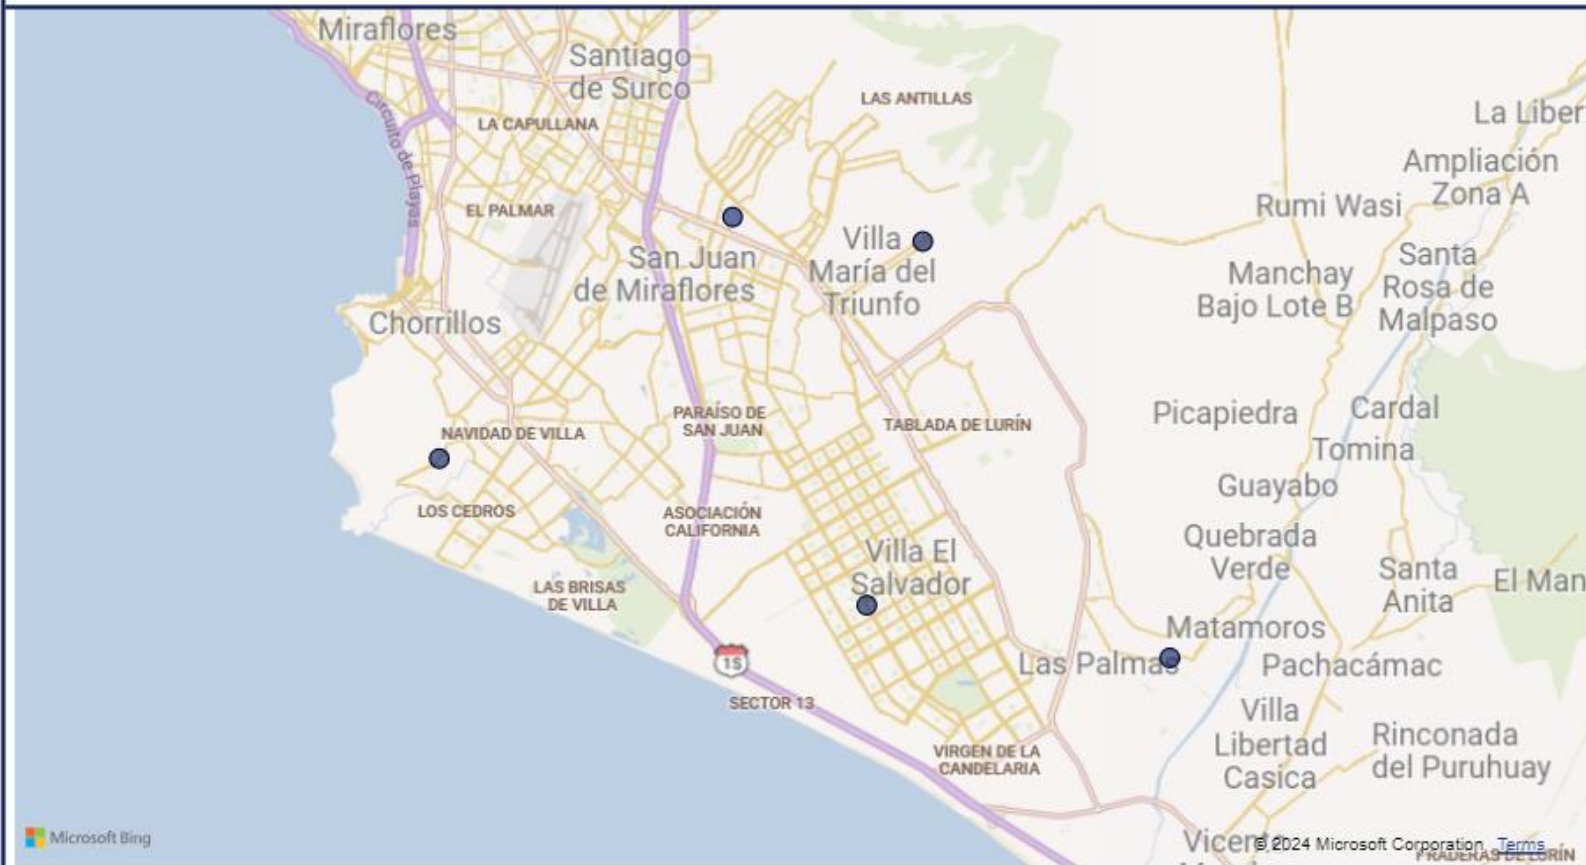 Miraflores
Santiago
de Surco
LAS ANTILLAS
La Liber
LA CAPULLANA
Circuito de Playas
Ampliación
Zona A
Rumi Wasi
EL PALMAR
Villa
María del
Triunfo
San Juan
de Miraflores
Santa
Rosa de
Malpaso
Manchay
Bajo Lote B
Chorrillos
PARAÍSO DE
SAN JUAN
Picapiedra
Cardal
NAVIDAD DE VILLA
TABLADA DE LURÍN
Tomina
Guayabo
LOS CEDROS
ASOCIACIÓN
CALIFORNIA
Quebrada
Verde
Villa El
Salvador
Santa
Anita
El Man
LAS BRISAS
DE VILLA
Matamoros
1S
Las Palmas
Pachacámac
SECTOR 13
Villa
Libertad
Casica
Rinconada
del Puruhuay
VIRGEN DE LA
CANDELARIA
Microsoft Bing
Vicente
© 2024 Microsoft Corporation Terms
PRADERAS DE LURÍN